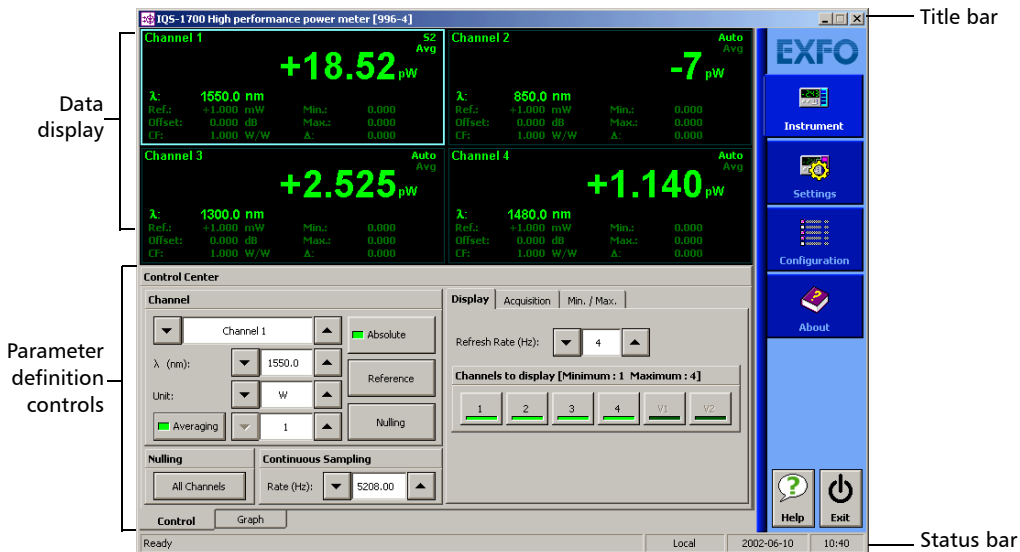 IQS-1700 High performance power meter [996-4]
Title bar
Channel 1 S2
Avg
+18.52 pW
λ: 1550.0 nm
Ref.: +1.000 mW Min.: 0.000
Offset: 0.000 dB Max.: 0.000
CF: 1.000 W/W Δ: 0.000
Channel 2 Auto
Avg
-7 pW
λ: 850.0 nm
Ref.: +1.000 mW Min.: 0.000
Offset: 0.000 dB Max.: 0.000
CF: 1.000 W/W Δ: 0.000
Data
display
Channel 3 Auto
Avg
+2.525 pW
λ: 1300.0 nm
Ref.: +1.000 mW Min.: 0.000
Offset: 0.000 dB Max.: 0.000
CF: 1.000 W/W Δ: 0.000
Channel 4 Auto
Avg
+1.140 pW
λ: 1480.0 nm
Ref.: +1.000 mW Min.: 0.000
Offset: 0.000 dB Max.: 0.000
CF: 1.000 W/W Δ: 0.000
EXFO
Instrument
Settings
Configuration
About
Help Exit
Parameter
definition
controls
Control Center
Channel
Channel 1
Absolute
λ (nm): 1550.0
Reference
Unit: W
Averaging 1
Nulling
Nulling
All Channels
Continuous Sampling
Rate (Hz): 5208.00
Display Acquisition Min. / Max.
Refresh Rate (Hz): 4
Channels to display [Minimum : 1 Maximum : 4]
1 2 3 4 V1 V2
Control Graph
Ready Local 2002-06-10 10:40
Status bar